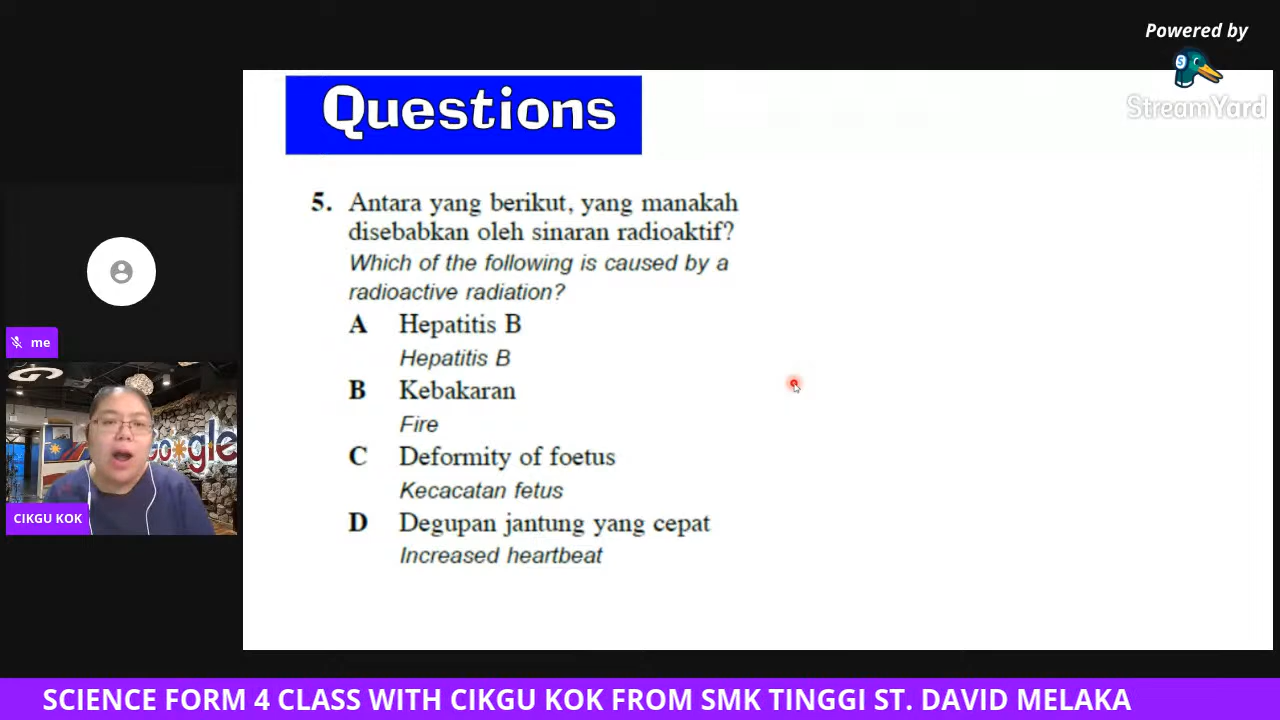 Powered by
S
StreamYard
Questions
5. Antara yang berikut, yang manakah
disebabkan oleh sinaran radioaktif?
Which of the following is caused by a
radioactive radiation?
A Hepatitis B
Hepatitis B
B Kebakaran
Fire
C Deformity of foetus
Kecacatan fetus
D Degupan jantung yang cepat
Increased heartbeat
me
G
Google
CIKGU KOK
SCIENCE FORM 4 CLASS WITH CIKGU KOK FROM SMK TINGGI ST. DAVID MELAKA